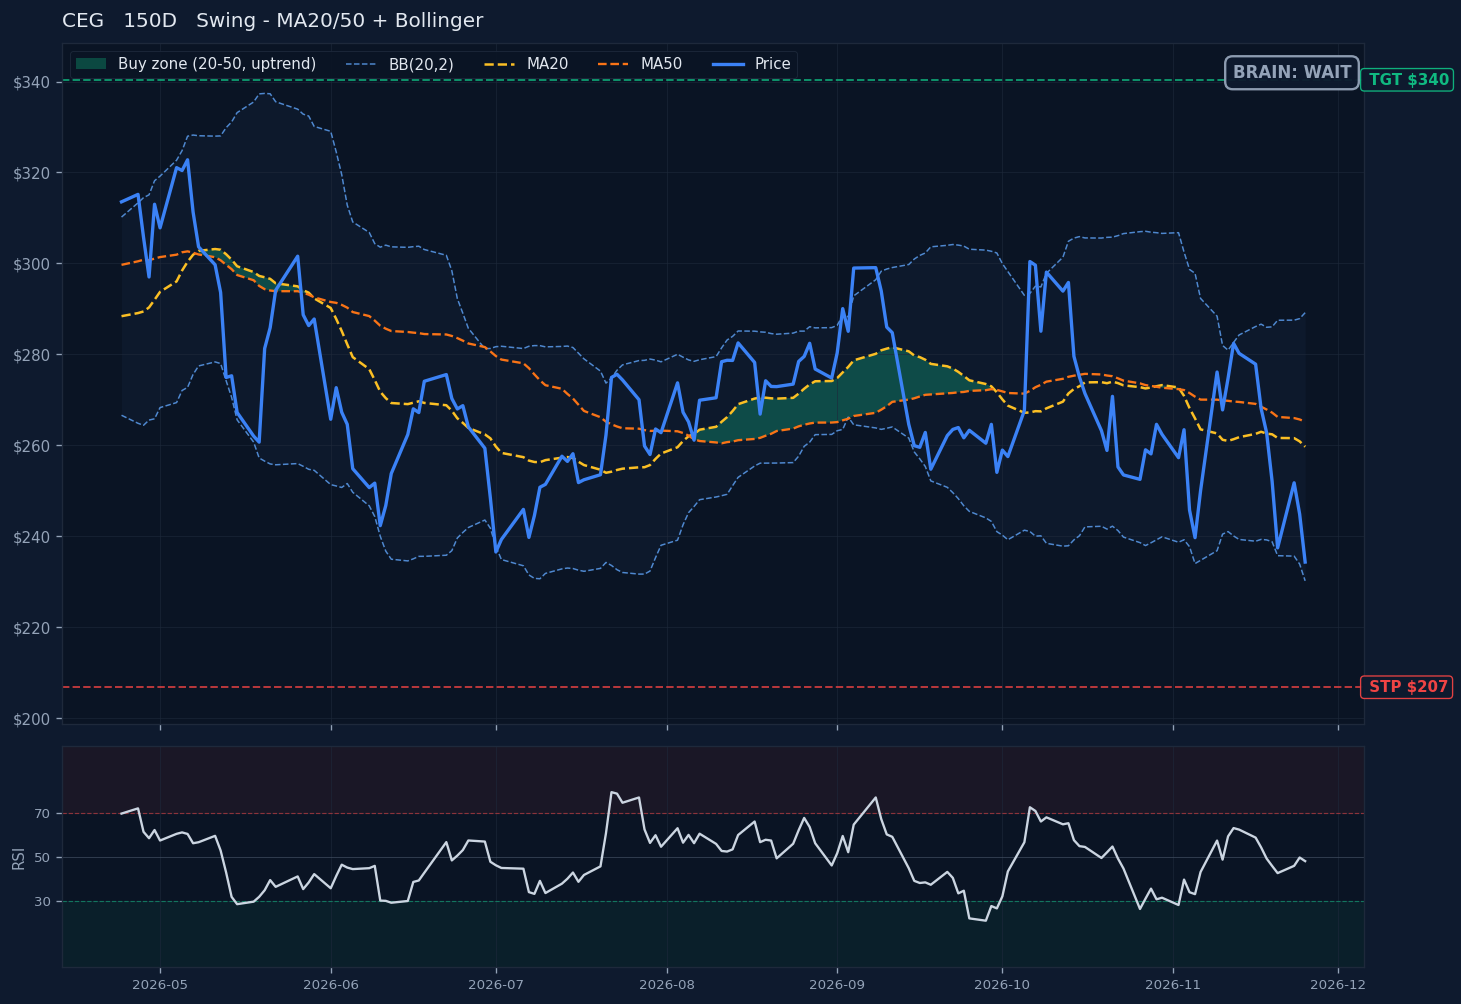 CEG 150D Swing - MA20/50 + Bollinger
Buy zone (20-50, uptrend) BB(20,2) MA20 MA50 Price
BRAIN: WAIT
TGT $340
$340
$320
$300
$280
$260
$240
$220
STP $207
$200
70
50
30
RSI
2026-05 2026-06 2026-07 2026-08 2026-09 2026-10 2026-11 2026-12